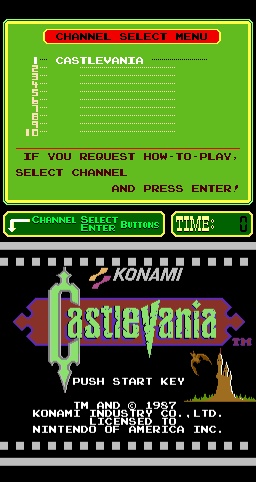 CHANNEL SELECT MENU
1 CASTLEVANIA
2
3
4
5
6
7
8
9
10
IF YOU REQUEST HOW-TO-PLAY,
SELECT CHANNEL
AND PRESS ENTER!
CHANNEL SELECT
ENTER BUTTONS
TIME: 0
KONAMI
Castlevania
TM
PUSH START KEY
TM AND © 1987
KONAMI INDUSTRY CO.,LTD.
LICENSED TO
NINTENDO OF AMERICA INC.